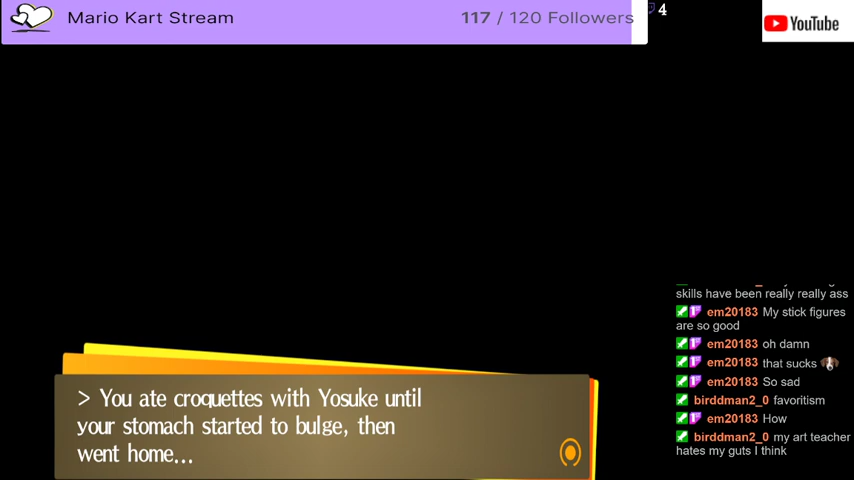 Mario Kart Stream
117 / 120 Followers
4
YouTube
skills have been really really ass
em20183 My stick figures
are so good
em20183 oh damn
em20183 that sucks
em20183 So sad
birddman2_0 favoritism
em20183 How
birddman2_0 my art teacher
hates my guts I think
> You ate croquettes with Yosuke until
your stomach started to bulge, then
went home...